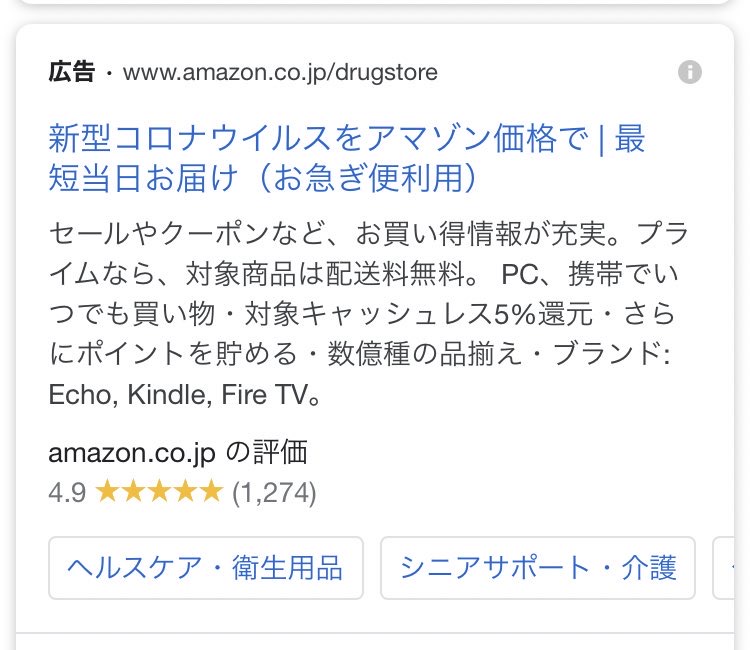 広告・www.amazon.co.jp/drugstore
新型コロナウイルスをアマゾン価格で | 最
短当日お届け（お急ぎ便利用）
セールやクーポンなど、お買い得情報が充実。プラ
イムなら、対象商品は配送料無料。 PC、携帯でい
つでも買い物・対象キャッシュレス5%還元・さら
にポイントを貯める・数億種の品揃え・ブランド:
Echo, Kindle, Fire TV。
amazon.co.jp の評価
4.9 ★★★★★ (1,274)
ヘルスケア・衛生用品
シニアサポート・介護